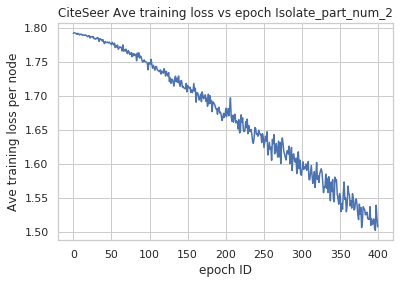 CiteSeer Ave training loss vs epoch Isolate_part_num_2
1.80
1.75
1.70
1.65
1.60
1.55
1.50
Ave training loss per node
0 50 100 150 200 250 300 350 400
epoch ID